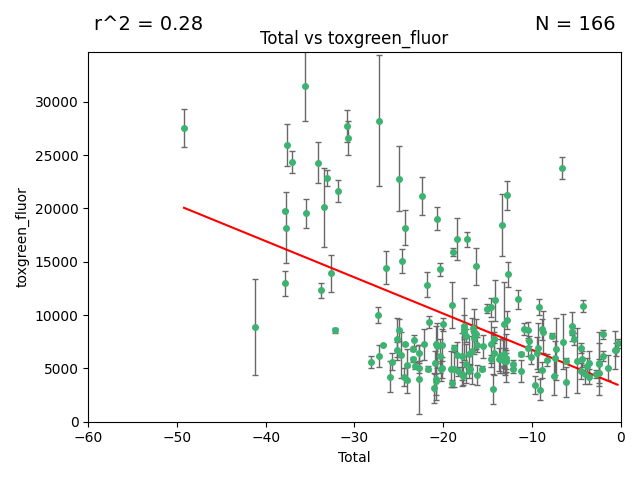 r^2 = 0.28
N = 166
Total vs toxgreen_fluor
30000
25000
20000
15000
10000
5000
0
toxgreen_fluor
−60
−50
−40
−30
−20
−10
0
Total